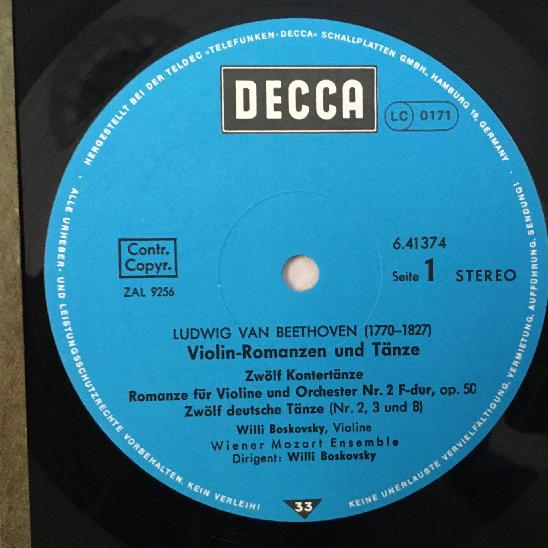 HERGESTELLT BEI DER TELDEC »TELEFUNKEN-DECCA« SCHALLPLATTEN GMBH., HAMBURG 19, GERMANY ·
DECCA
LC 0171
Contr.
Copyr.
ZAL 9256
6.41374
Seite 1 STEREO
LUDWIG VAN BEETHOVEN (1770–1827)
Violin-Romanzen und Tänze
Zwölf Kontertänze
Romanze für Violine und Orchester Nr. 2 F-dur, op. 50
Zwölf deutsche Tänze (Nr. 2, 3 und 8)
Willi Boskovsky, Violine
Wiener Mozart Ensemble
Dirigent: Willi Boskovsky
33
· ALLE URHEBER- UND LEISTUNGSSCHUTZRECHTE VORBEHALTEN. KEIN VERLEIH! KEINE UNERLAUBTE VERVIELFÄLTIGUNG, VERMIETUNG, AUFFÜHRUNG, SENDUNG!